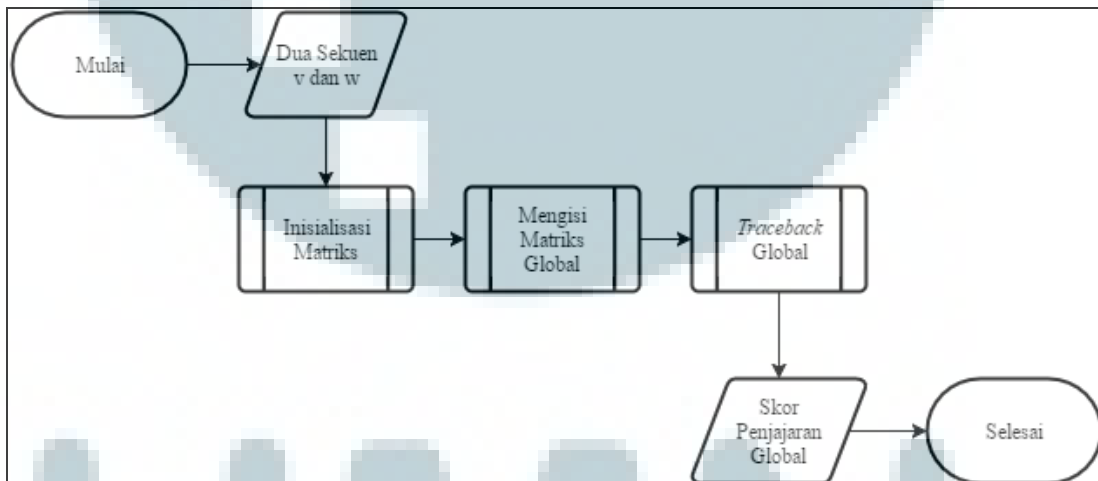 Mulai
Dua Sekuen
v dan w
Inisialisasi
Matriks
Mengisi
Matriks
Global
Traceback
Global
Skor
Penjajaran
Global
Selesai